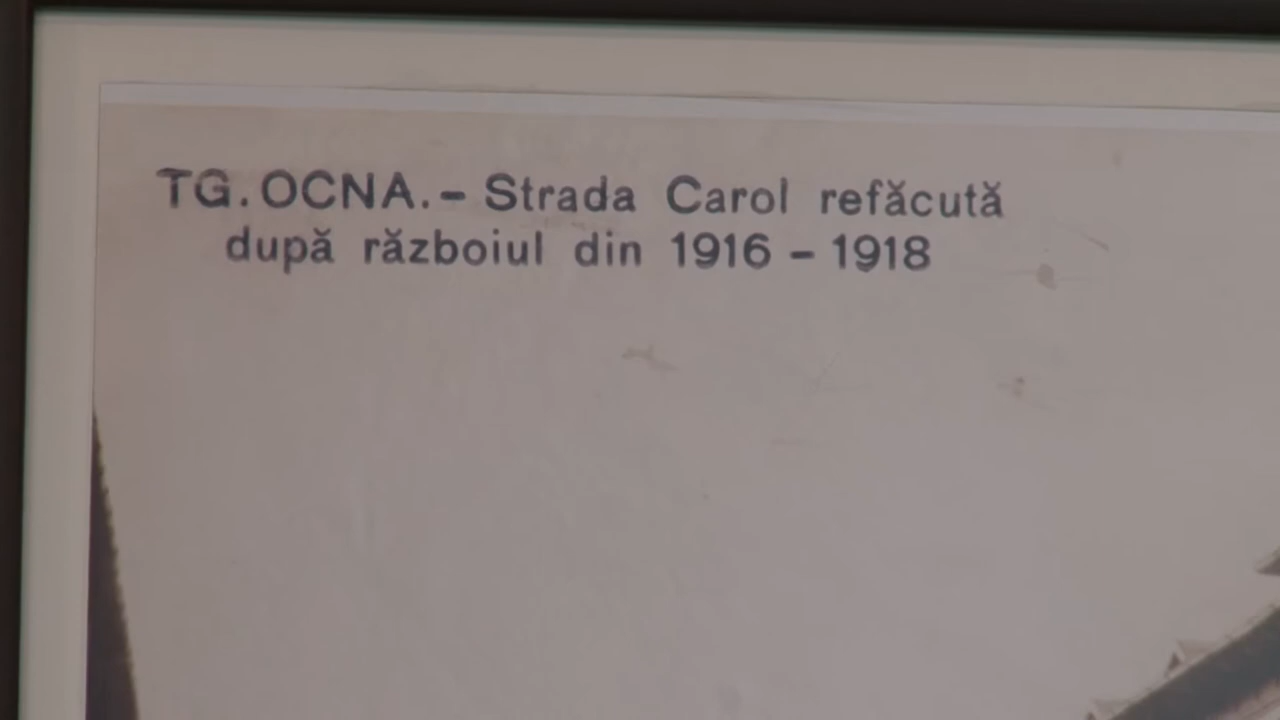 TG. OCNA. - Strada Carol refăcută
după războiul din 1916 - 1918